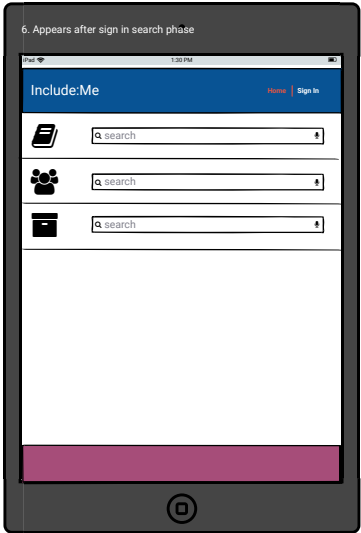 6. Appears after sign in search phase
iPad 1:30 PM
Include:Me
Home Sign In
search
search
search